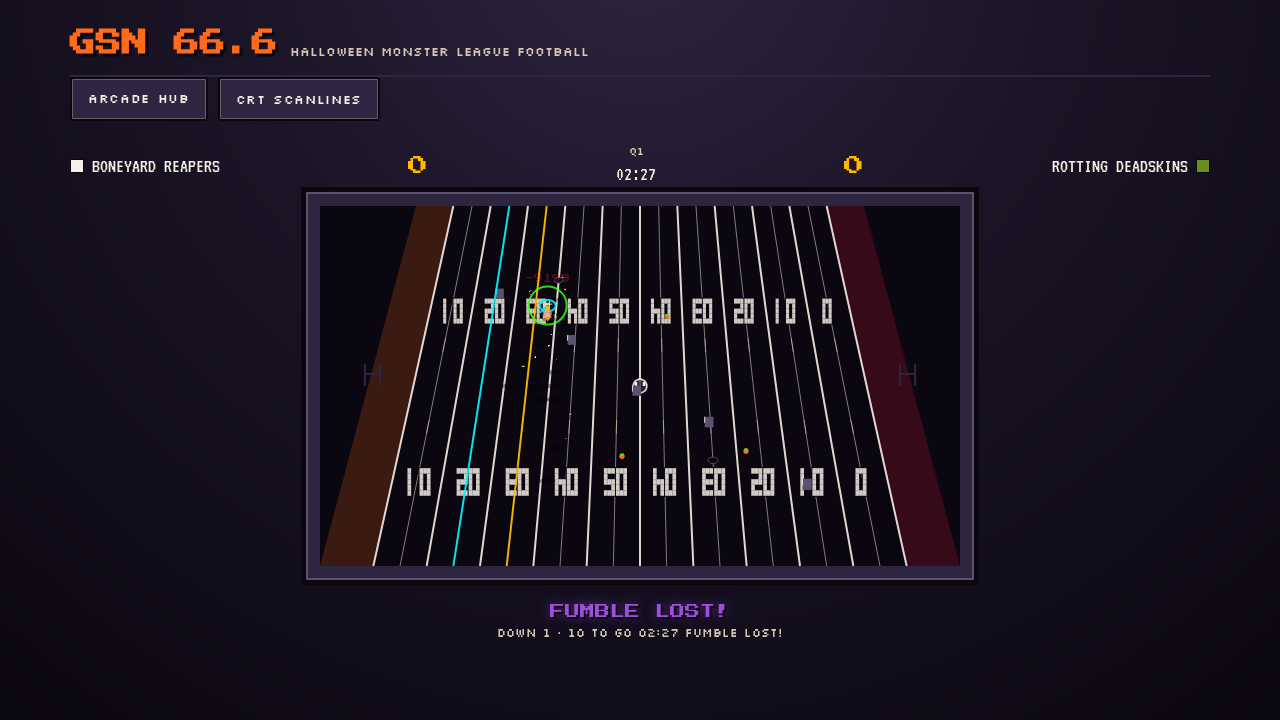 GSN 66.6 HALLOWEEN MONSTER LEAGUE FOOTBALL
ARCADE HUB CRT SCANLINES
BONEYARD REAPERS 0 Q1 0 ROTTING DEADSKINS
02:27
10 20 30 40 50 40 30 20 10 0
10 20 30 40 50 40 30 20 10 0
FUMBLE LOST!
DOWN 1 · 10 TO GO 02:27 FUMBLE LOST!